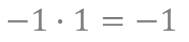 −1 · 1 = −1